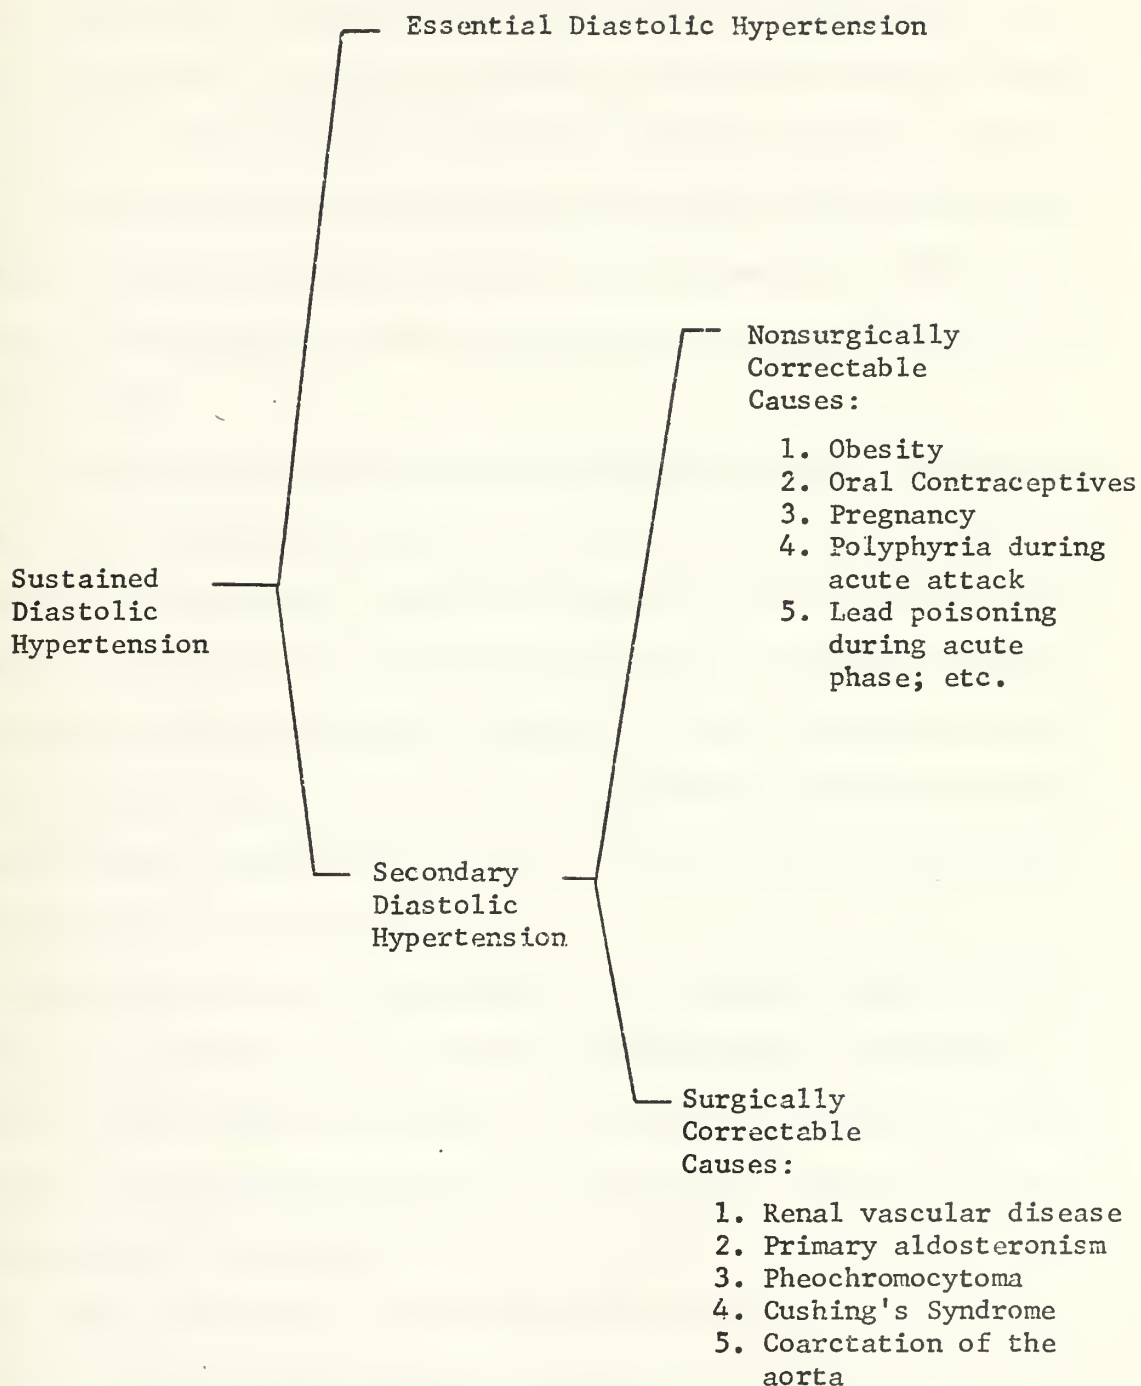 Essential Diastolic Hypertension
Nonsurgically
Correctable
Causes:
1. Obesity
2. Oral Contraceptives
3. Pregnancy
4. Polyphyria during
acute attack
5. Lead poisoning
during acute
phase; etc.
Sustained
Diastolic
Hypertension
Secondary
Diastolic
Hypertension
Surgically
Correctable
Causes:
1. Renal vascular disease
2. Primary aldosteronism
3. Pheochromocytoma
4. Cushing's Syndrome
5. Coarctation of the
aorta